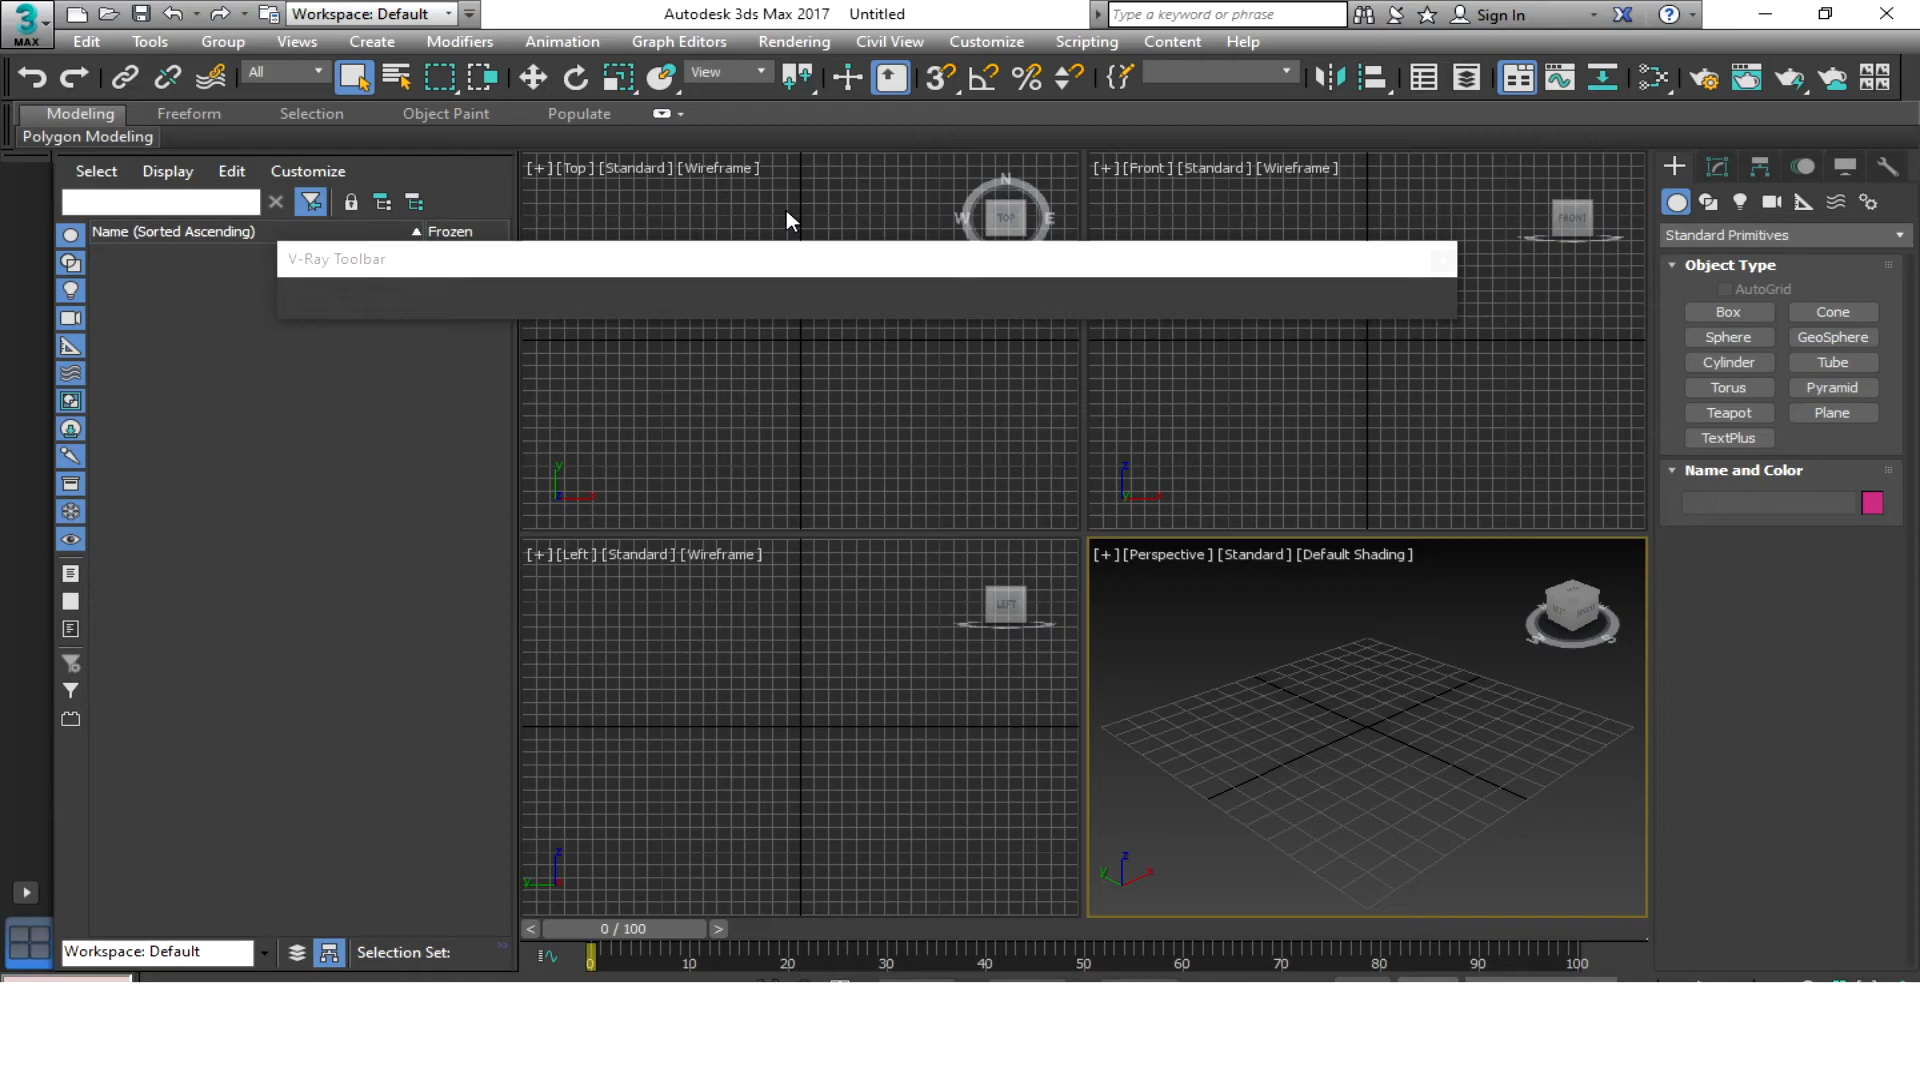 3 MAX Workspace: Default Autodesk 3ds Max 2017 Untitled Type a keyword or phrase Sign In
Edit Tools Group Views Create Modifiers Animation Graph Editors Rendering Civil View Customize Scripting Content Help
All View
Modeling Freeform Selection Object Paint Populate
Polygon Modeling
Select Display Edit Customize
Name (Sorted Ascending) Frozen
V-Ray Toolbar
[+] [Top] [Standard] [Wireframe]
N
W TOP E
[+] [Front] [Standard] [Wireframe]
FRONT
y
z
[+] [Left] [Standard] [Wireframe]
LEFT
z
y
[+] [Perspective] [Standard] [Default Shading]
z
y x
Standard Primitives
Object Type
AutoGrid
Box Cone
Sphere GeoSphere
Cylinder Tube
Torus Pyramid
Teapot Plane
TextPlus
Name and Color
< 0 / 100 >
Workspace: Default Selection Set:
0 10 20 30 40 50 60 70 80 90 100